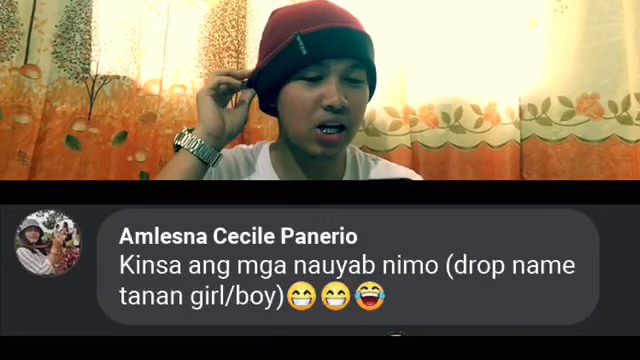 Amlesna Cecile Panerio
Kinsa ang mga nauyab nimo (drop name
tanan girl/boy)😁😁😂